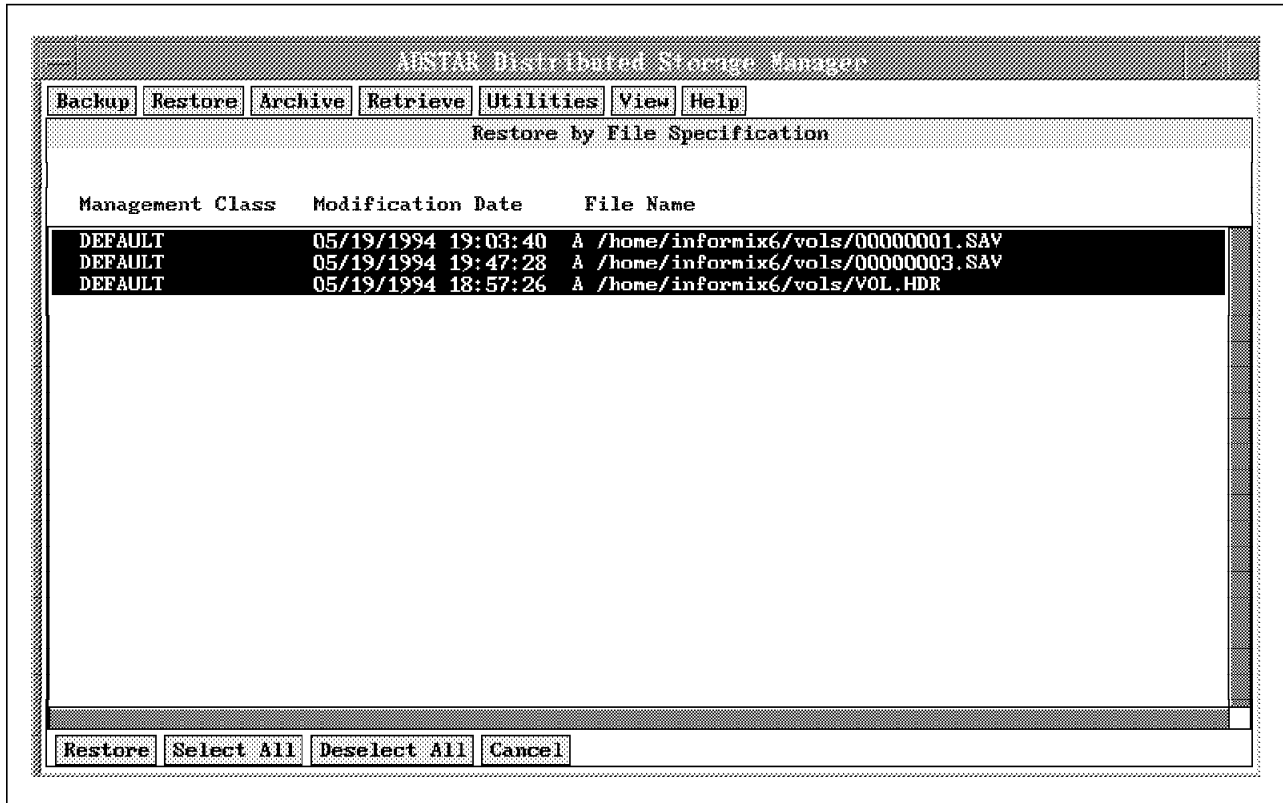 ADSTAR Distributed Storage Manager
Backup Restore Archive Retrieve Utilities View Help
Restore by File Specification
Management Class Modification Date File Name
DEFAULT 05/19/1994 19:03:40 A /home/informix6/vols/00000001.SAV
DEFAULT 05/19/1994 19:47:28 A /home/informix6/vols/00000003.SAV
DEFAULT 05/19/1994 18:57:26 A /home/informix6/vols/VOL.HDR
Restore Select All Deselect All Cancel